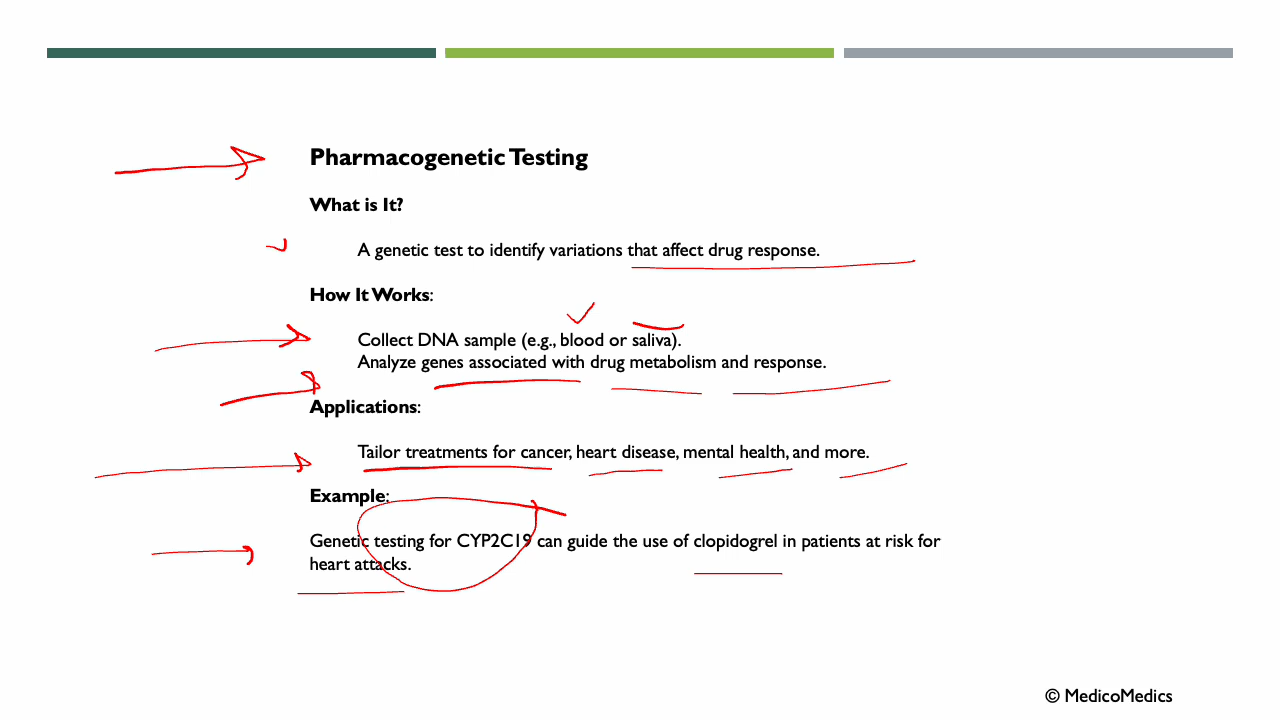 Pharmacogenetic Testing
What is It?
A genetic test to identify variations that affect drug response.
How It Works:
Collect DNA sample (e.g., blood or saliva).
Analyze genes associated with drug metabolism and response.
Applications:
Tailor treatments for cancer, heart disease, mental health, and more.
Example:
Genetic testing for CYP2C19 can guide the use of clopidogrel in patients at risk for
heart attacks.
© MedicoMedics